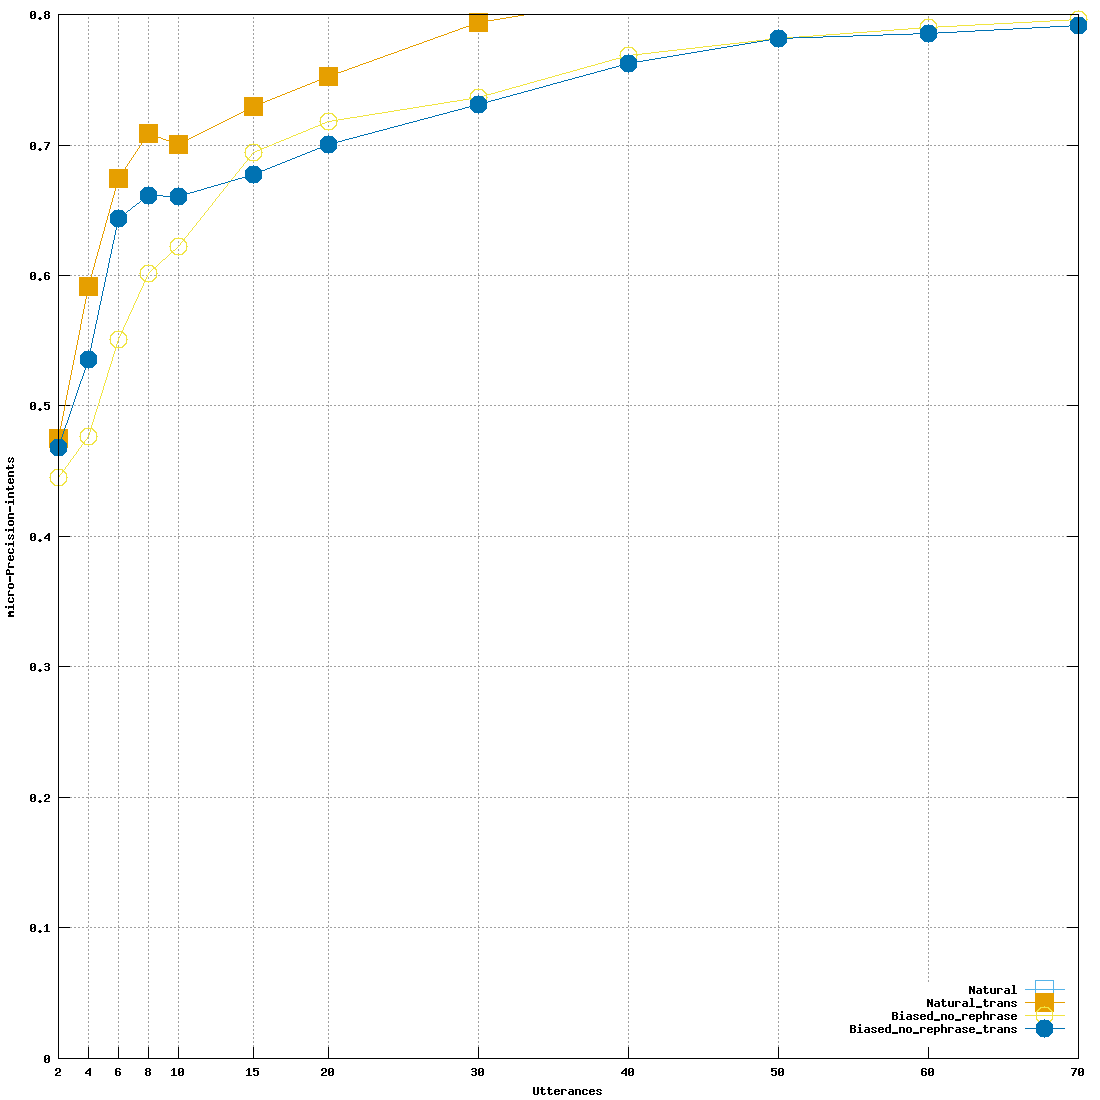 0.8
0.7
0.6
0.5
0.4
0.3
0.2
0.1
0
micro-Precision-intents
Natural
Natural_trans
Biased_no_rephrase
Biased_no_rephrase_trans
2 4 6 8 10 15 20 30 40 50 60 70
Utterances